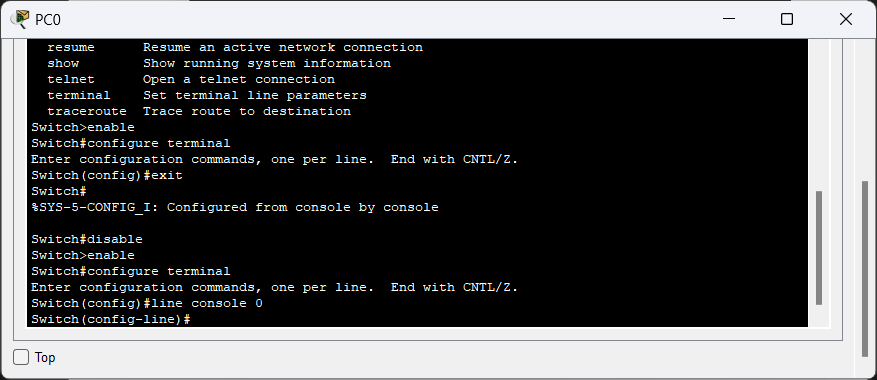 PC0
resume Resume an active network connection
show Show running system information
telnet Open a telnet connection
terminal Set terminal line parameters
traceroute Trace route to destination
Switch>enable
Switch#configure terminal
Enter configuration commands, one per line. End with CNTL/Z.
Switch(config)#exit
Switch#
%SYS-5-CONFIG_I: Configured from console by console
Switch#disable
Switch>enable
Switch#configure terminal
Enter configuration commands, one per line. End with CNTL/Z.
Switch(config)#line console 0
Switch(config-line)#
Top